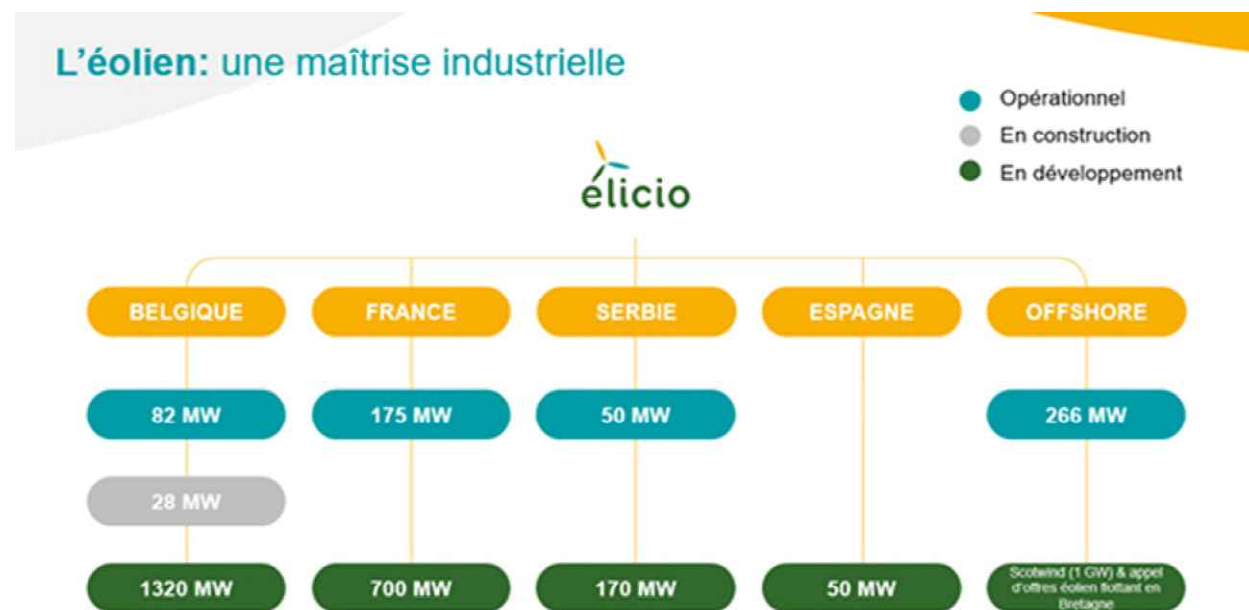 L'éolien: une maîtrise industrielle
Opérationnel
En construction
En développement
élicio
BELGIQUE
FRANCE
SERBIE
ESPAGNE
OFFSHORE
82 MW
175 MW
50 MW
266 MW
28 MW
1320 MW
700 MW
170 MW
50 MW
Scotwind (1 GW) & appel
d'offres éolien flottant en
Bretagne